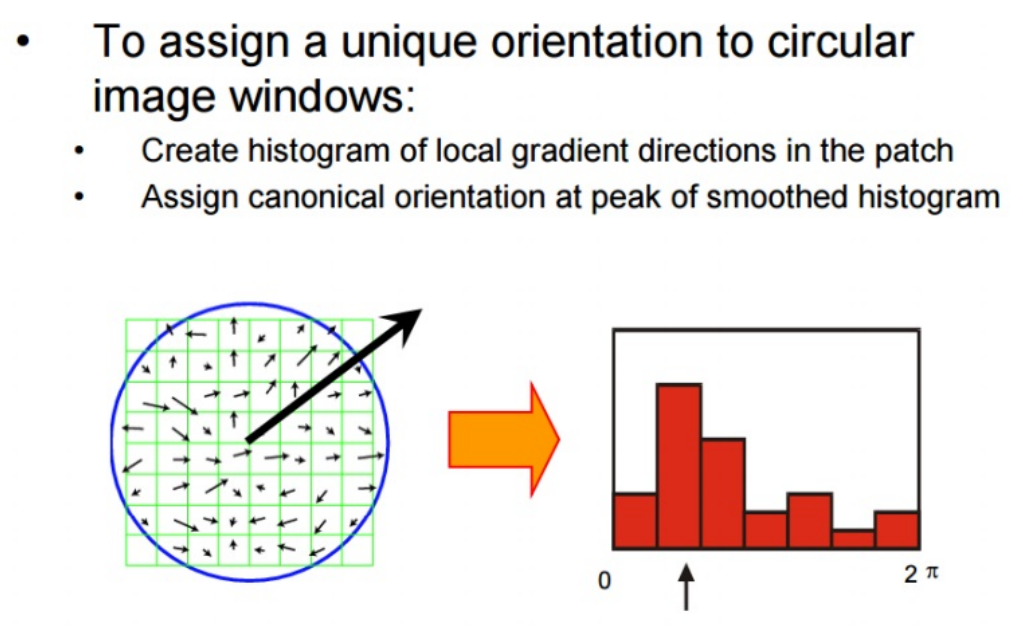 • To assign a unique orientation to circular
image windows:
• Create histogram of local gradient directions in the patch
• Assign canonical orientation at peak of smoothed histogram
0
2 π